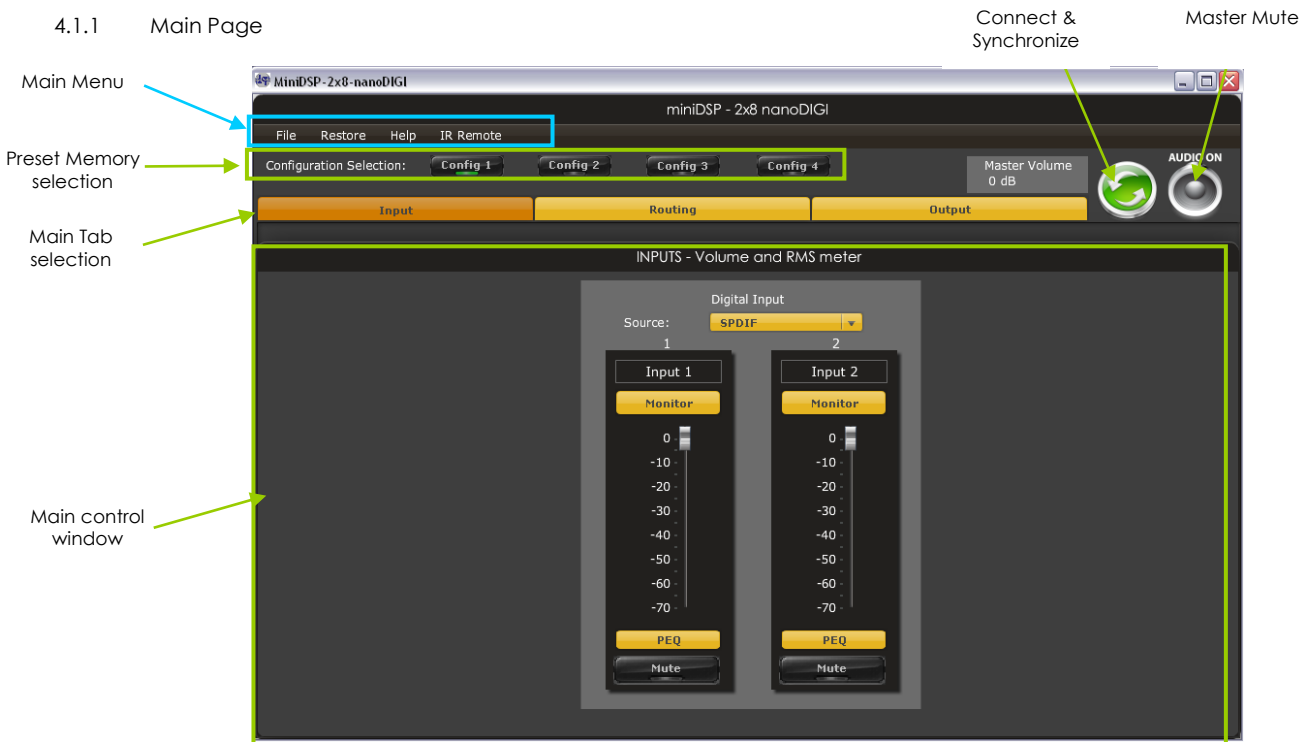 4.1.1 Main Page
Connect &
Synchronize
Master Mute
Main Menu
MiniDSP-2x8-nanoDIGI
miniDSP - 2x8 nanoDIGI
File Restore Help IR Remote
Preset Memory
selection
Configuration Selection: Config 1 Config 2 Config 3 Config 4
Master Volume
0 dB
AUDIO ON
Input Routing Output
Main Tab
selection
INPUTS - Volume and RMS meter
Digital Input
Source: SPDIF
1 2
Input 1 Input 2
Monitor Monitor
0 0
-10 -10
-20 -20
-30 -30
-40 -40
-50 -50
-60 -60
-70 -70
Main control
window
PEQ PEQ
Mute Mute